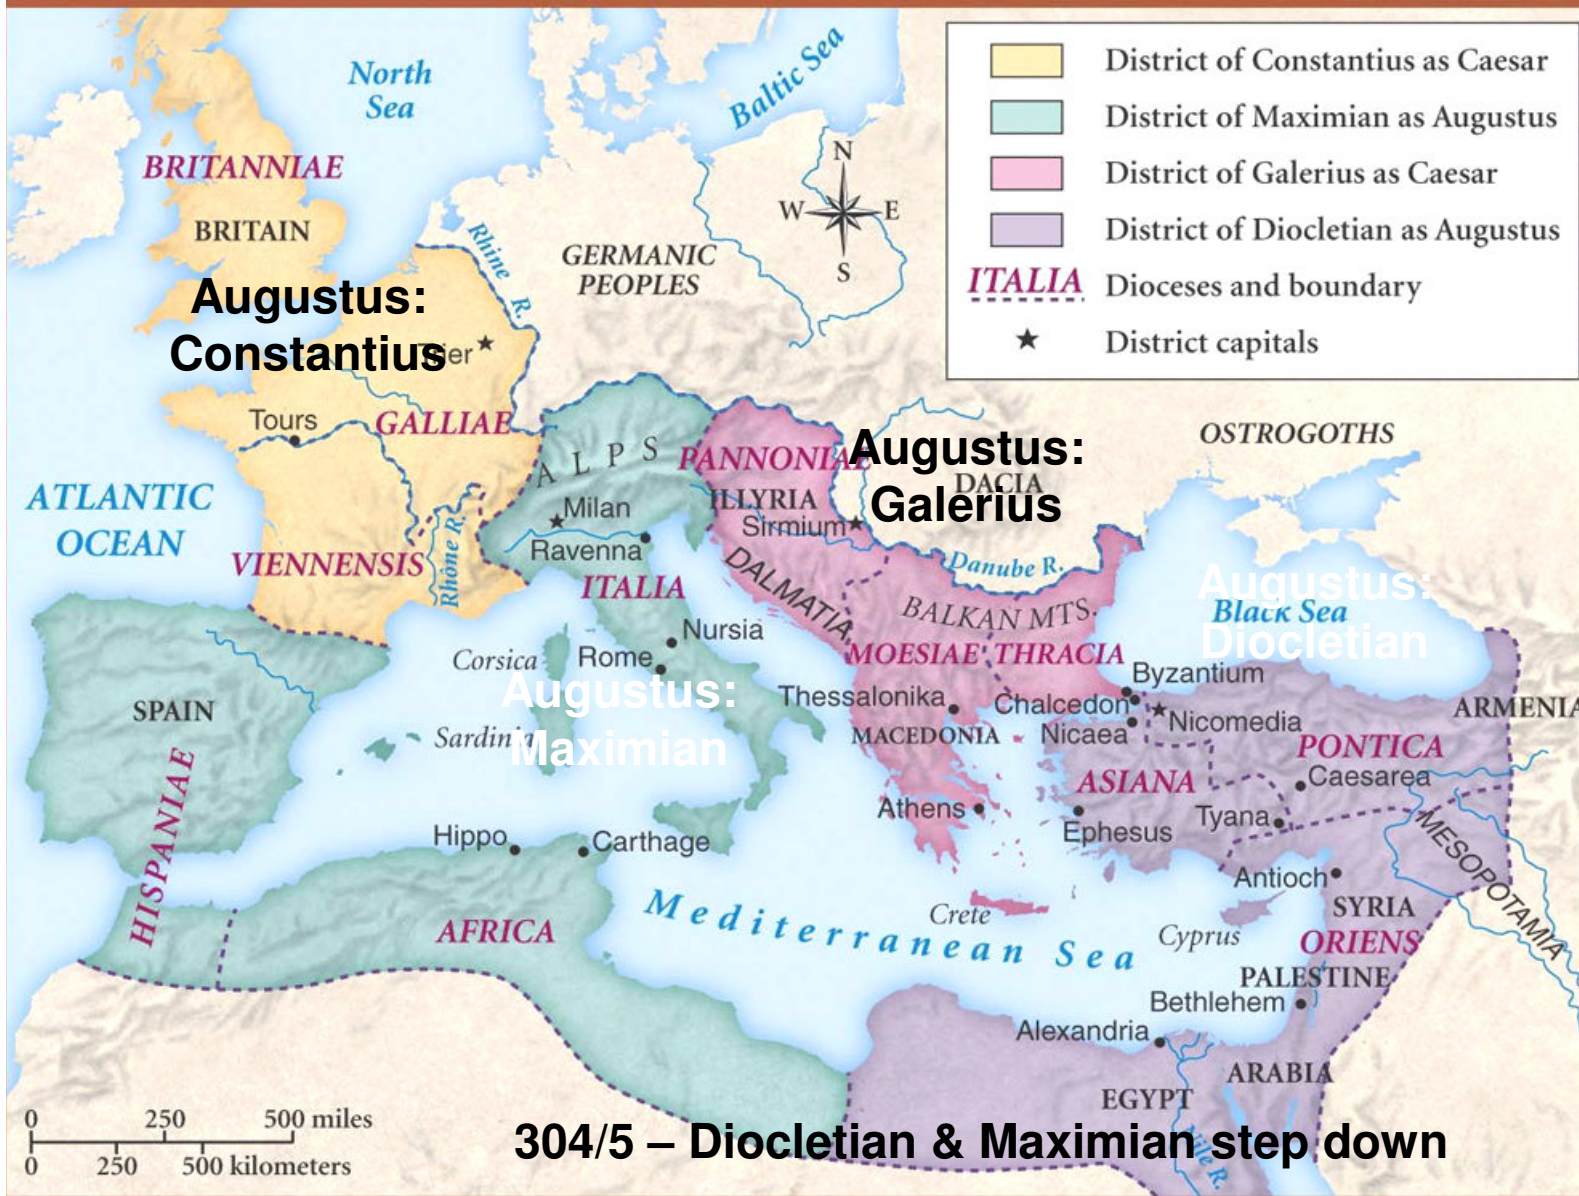 North
Sea
Baltic Sea
District of Constantius as Caesar
District of Maximian as Augustus
District of Galerius as Caesar
District of Diocletian as Augustus
ITALIA Dioceses and boundary
District capitals
N
W E
S
BRITANNIAE
BRITAIN
Rhine R.
GERMANIC
PEOPLES
Augustus:
Constantius
Trier
Tours
GALLIAE
ALPS
PANNONIAE
Augustus:
Galerius
DACIA
OSTROGOTHS
ATLANTIC
OCEAN
Milan
ILLYRIA
Sirmium
Ravenna
VIENNENSIS
Rhône R.
ITALIA
DALMATIA
Danube R.
BALKAN MTS.
Augustus:
Diocletian
Black Sea
Nursia
Corsica
Rome
MOESIAE
THRACIA
Byzantium
Augustus:
Maximian
Sardinia
SPAIN
Thessalonika
Chalcedon
Nicomedia
ARMENIA
MACEDONIA
Nicaea
PONTICA
HISPANIAE
ASIANA
Caesarea
Athens
Ephesus
Tyana
Hippo
Carthage
MESOPOTAMIA
Antioch
SYRIA
AFRICA
Mediterranean Sea
Crete
Cyprus
ORIENS
PALESTINE
Bethlehem
Alexandria
ARABIA
EGYPT
Nile R.
0 250 500 miles
0 250 500 kilometers
304/5 – Diocletian & Maximian step down